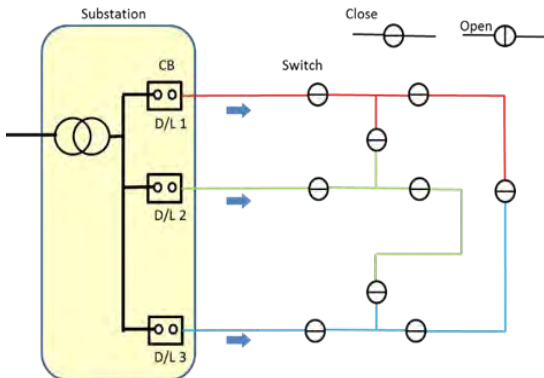 Substation
Close
Open
CB
Switch
D/L 1
D/L 2
D/L 3